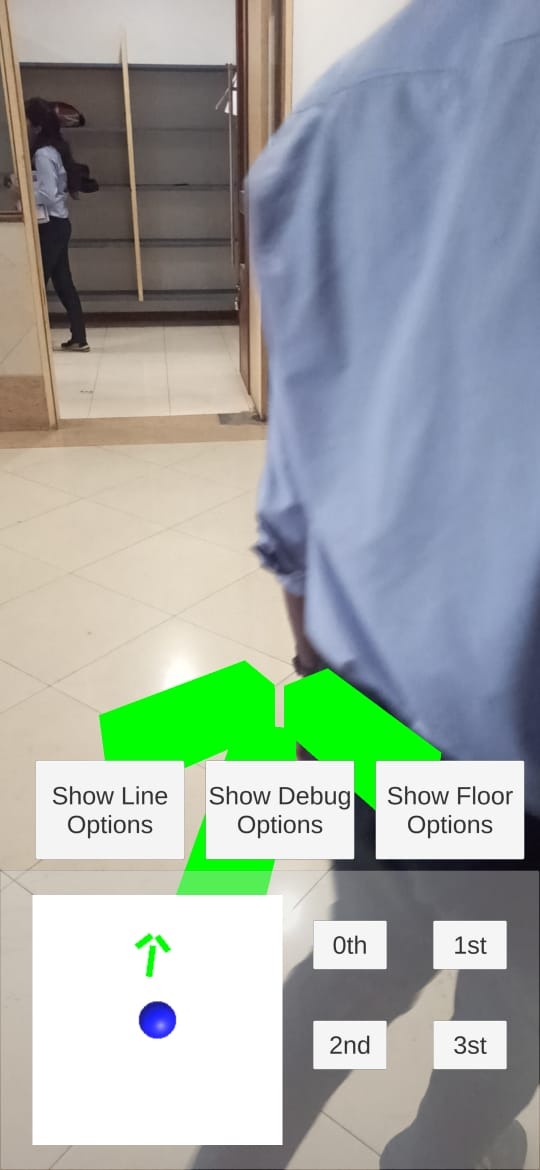 Show Line
Options
Show Debug
Options
Show Floor
Options
0th
1st
2nd
3st